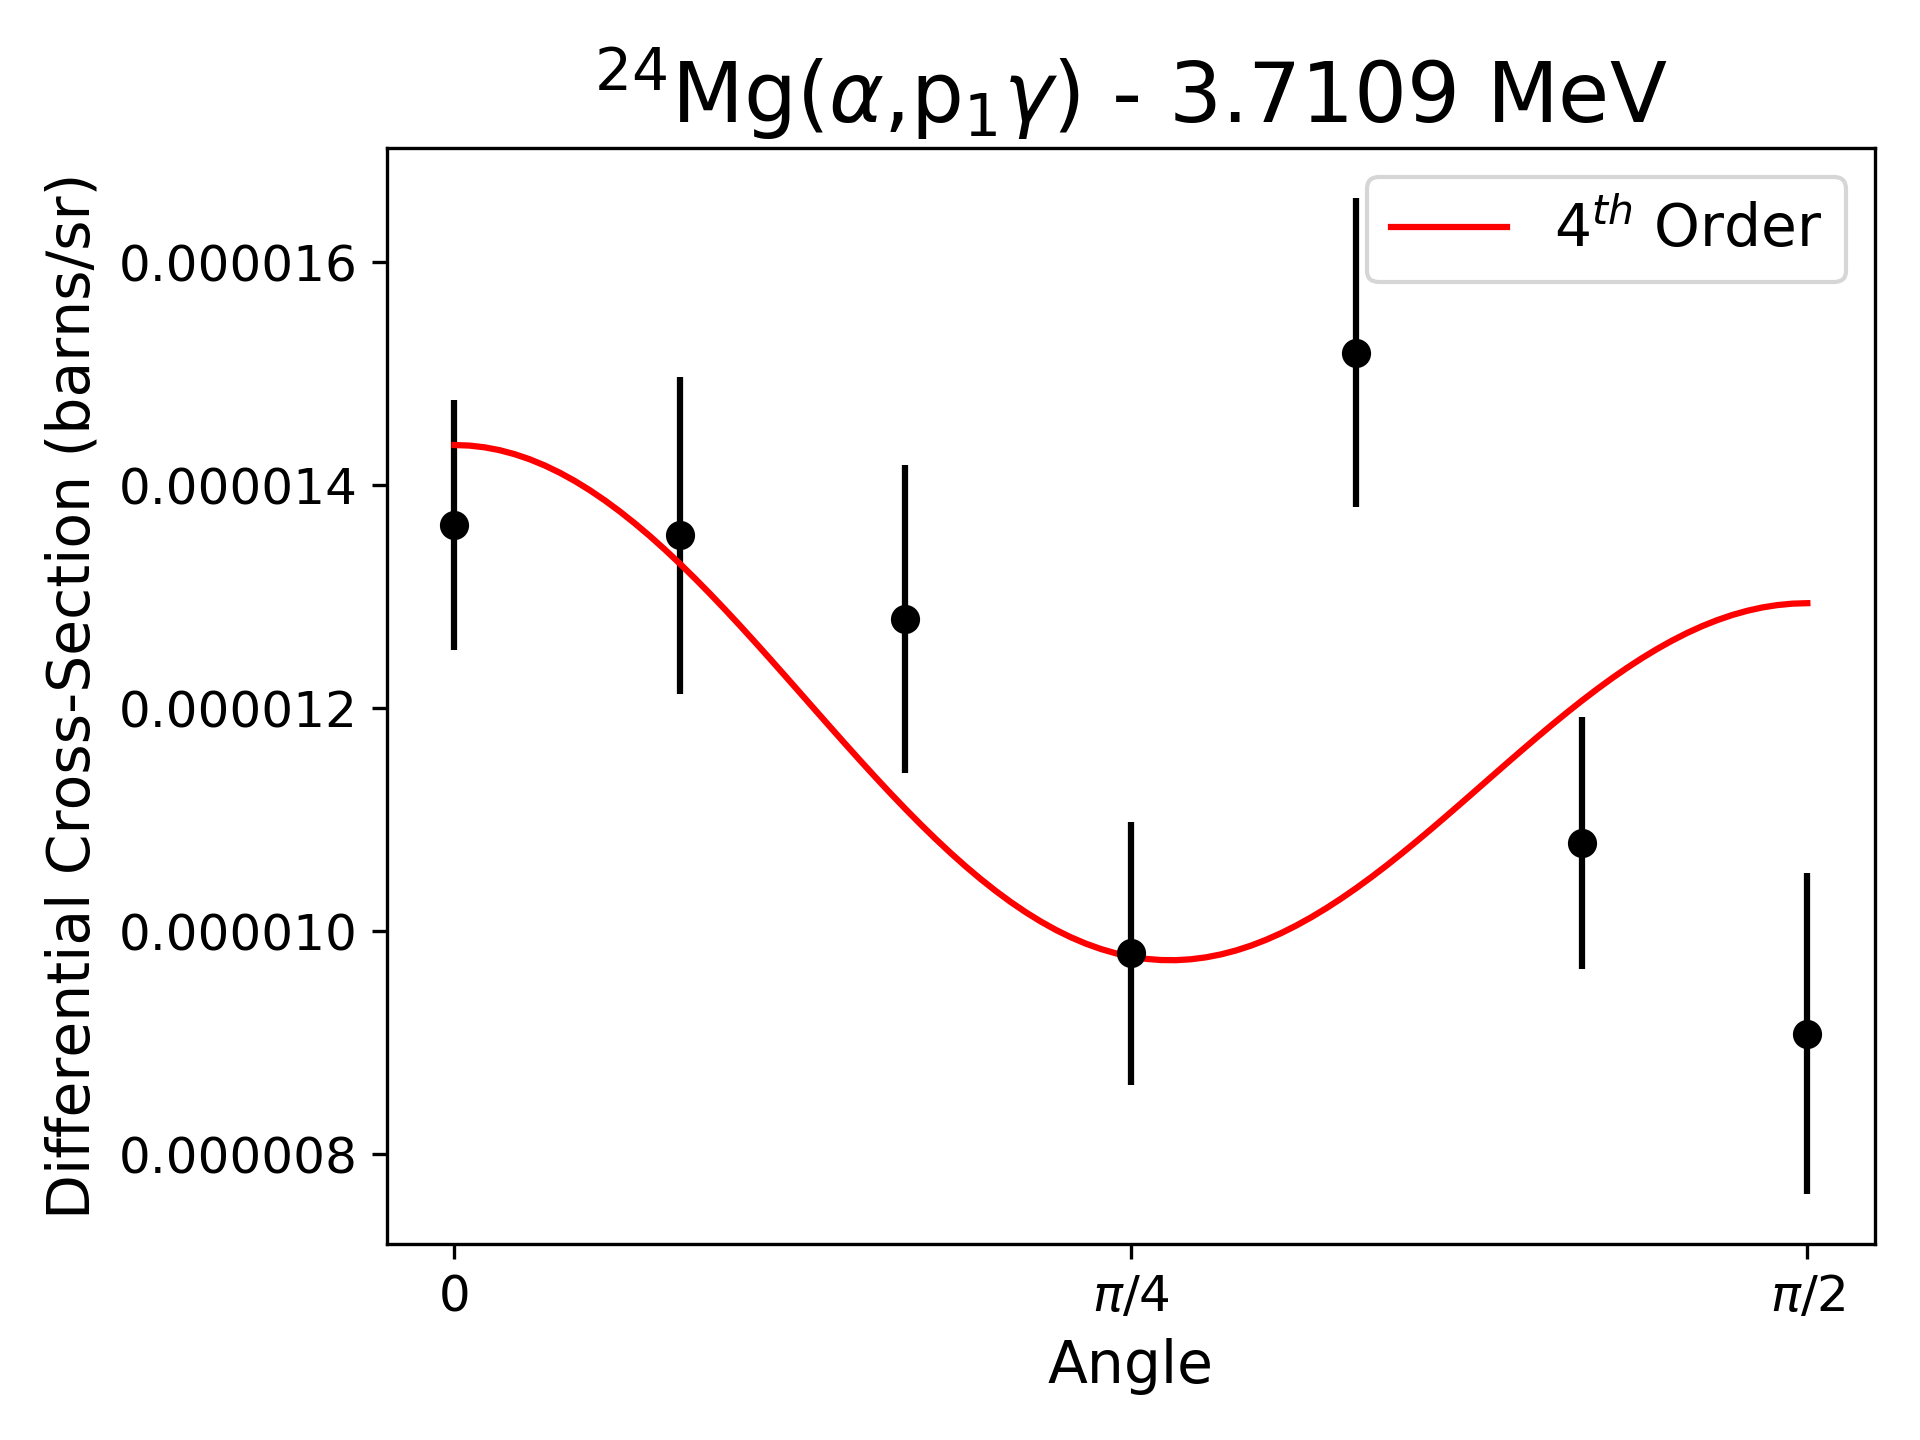 ²⁴Mg(α,p₁γ) - 3.7109 MeV
4ᵗʰ Order
Differential Cross-Section (barns/sr)
0.000016
0.000014
0.000012
0.000010
0.000008
0
π/4
π/2
Angle